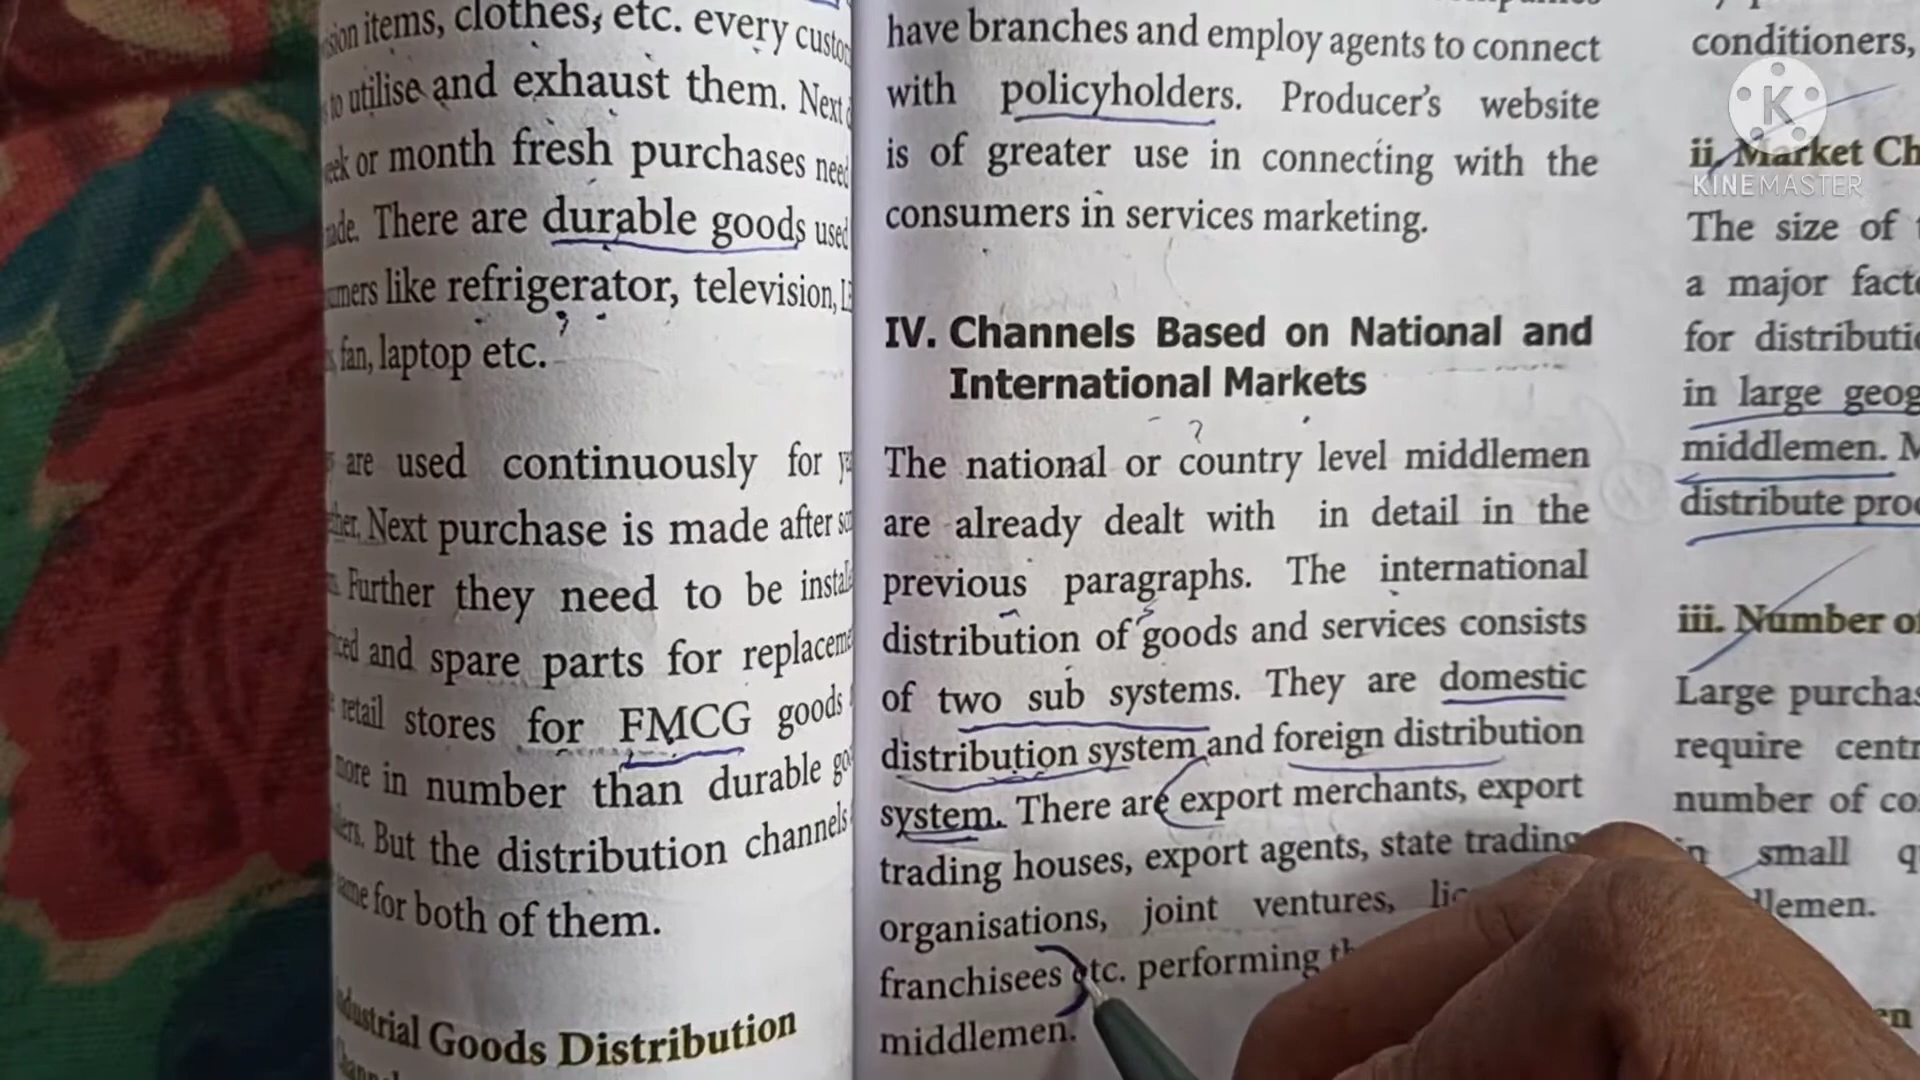 items, clothes, etc. every
to utilise and exhaust them. Next
or month fresh purchases need
There are durable goods used
like refrigerator, television,
fan, laptop etc.
are used continuously for
Next purchase is made after
Further they need to be
and spare parts for
retail stores for FMCG goods
more in number than durable
But the distribution channels
for both of them.
Goods Distribution
have branches and employ agents to connect
with policyholders. Producer's website
is of greater use in connecting with the
consumers in services marketing.
IV. Channels Based on National and
International Markets
The national or country level middlemen
are already dealt with in detail in the
previous paragraphs. The international
distribution of goods and services consists
of two sub systems. They are domestic
distribution system and foreign distribution
system. There are export merchants, export
trading houses, export agents, state trading
organisations, joint ventures,
franchisees etc. performing
middlemen.
conditioners,
K
KINEMASTER
ii. Market
The size of
a major
for
in large
middlemen.
distribute
iii. Number of
Large
require
number of
small